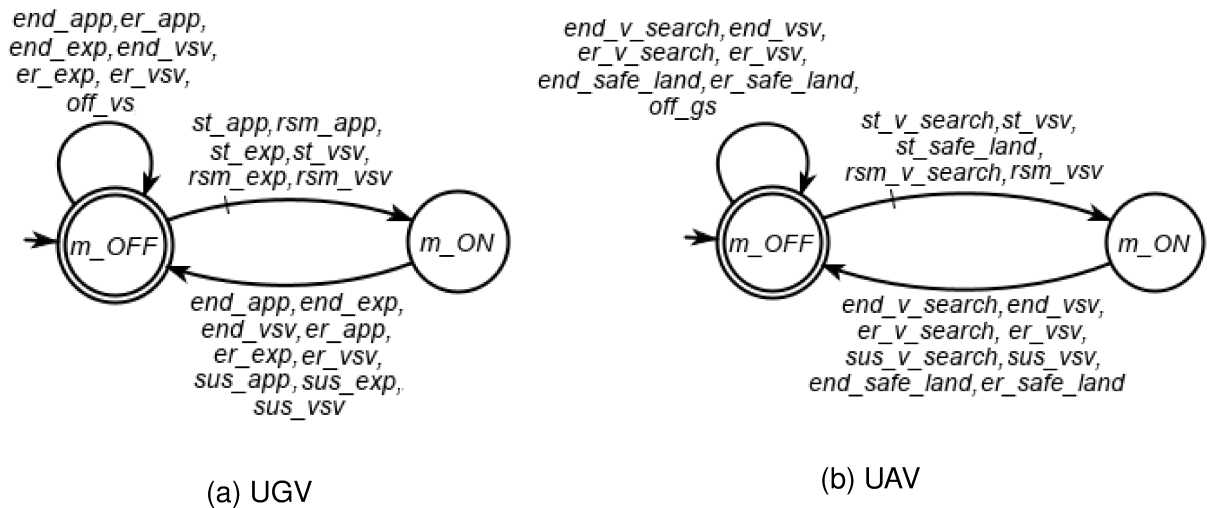 end_app,er_app,
end_exp,end_vsv,
er_exp, er_vsv,
off_vs
st_app,rsm_app,
st_exp,st_vsv,
rsm_exp,rsm_vsv
m_OFF
m_ON
end_app,end_exp,
end_vsv,er_app,
er_exp,er_vsv,
sus_app,sus_exp,
sus_vsv
(a) UGV
end_v_search,end_vsv,
er_v_search, er_vsv,
end_safe_land,er_safe_land,
off_gs
st_v_search,st_vsv,
st_safe_land,
rsm_v_search,rsm_vsv
m_OFF
m_ON
end_v_search,end_vsv,
er_v_search, er_vsv,
sus_v_search,sus_vsv,
end_safe_land,er_safe_land
(b) UAV